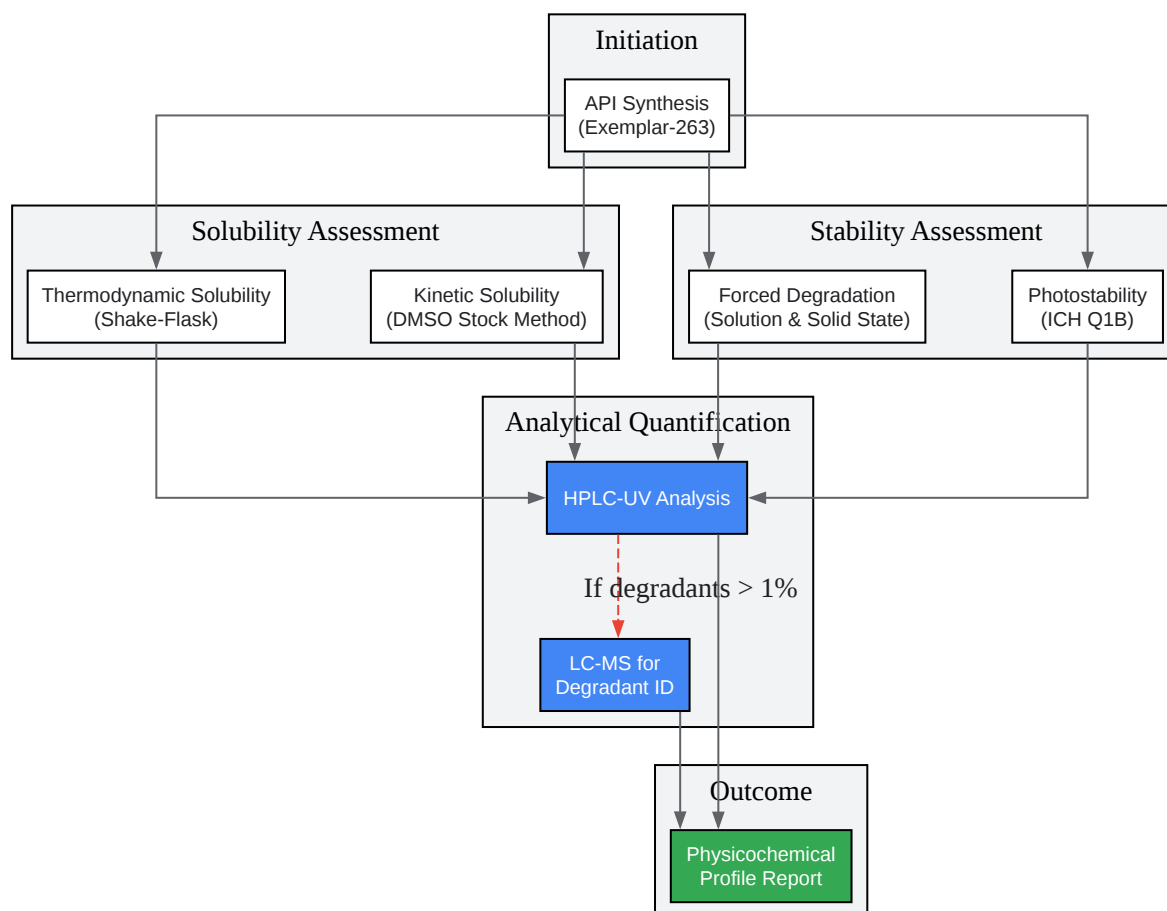 Initiation
API Synthesis
(Exemplar-263)
Solubility Assessment
Stability Assessment
Thermodynamic Solubility
(Shake-Flask)
Kinetic Solubility
(DMSO Stock Method)
Forced Degradation
(Solution & Solid State)
Photostability
(ICH Q1B)
Analytical Quantification
HPLC-UV Analysis
If degradants > 1%
LC-MS for
Degradant ID
Outcome
Physicochemical
Profile Report